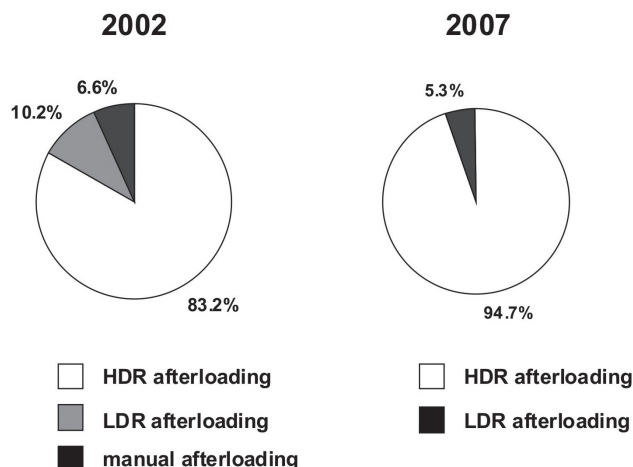 2002
2007
6.6%
10.2%
83.2%
5.3%
94.7%
HDR afterloading
LDR afterloading
manual afterloading
HDR afterloading
LDR afterloading